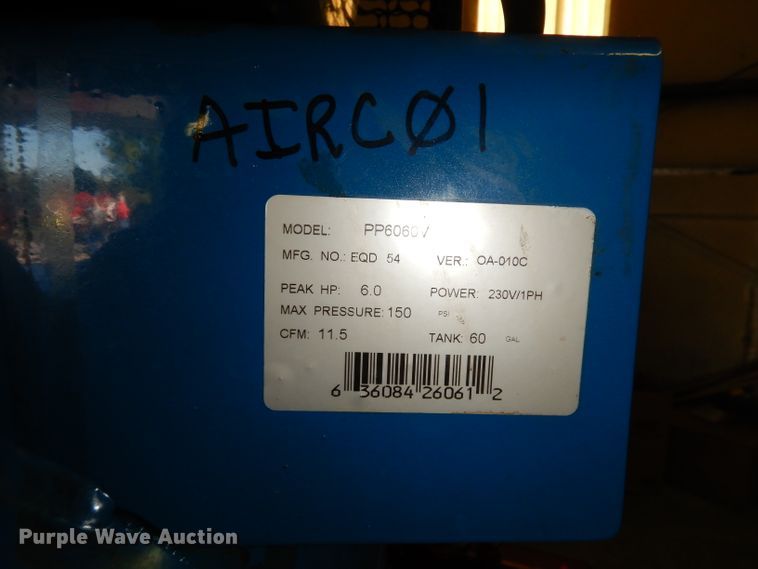 AIRCØ1
MODEL: PP6060V
MFG. NO.: EQD 54 VER.: OA-010C
PEAK HP: 6.0 POWER: 230V/1PH
MAX PRESSURE: 150 PSI
CFM: 11.5 TANK: 60 GAL
6 36084 26061 2
Purple Wave Auction